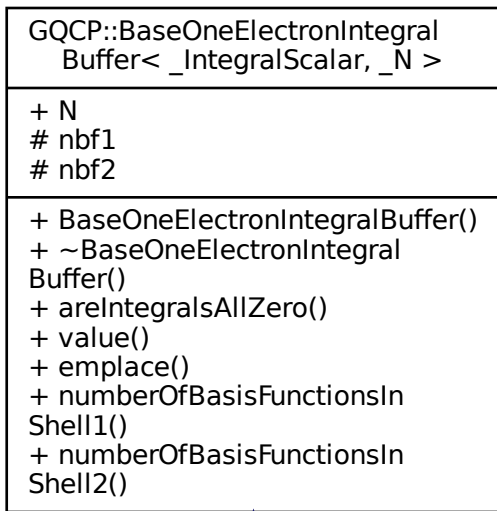 GQCP::BaseOneElectronIntegral
Buffer< _IntegralScalar, _N >
+ N
# nbf1
# nbf2
+ BaseOneElectronIntegralBuffer()
+ ~BaseOneElectronIntegral
Buffer()
+ areIntegralsAllZero()
+ value()
+ emplace()
+ numberOfBasisFunctionsIn
Shell1()
+ numberOfBasisFunctionsIn
Shell2()